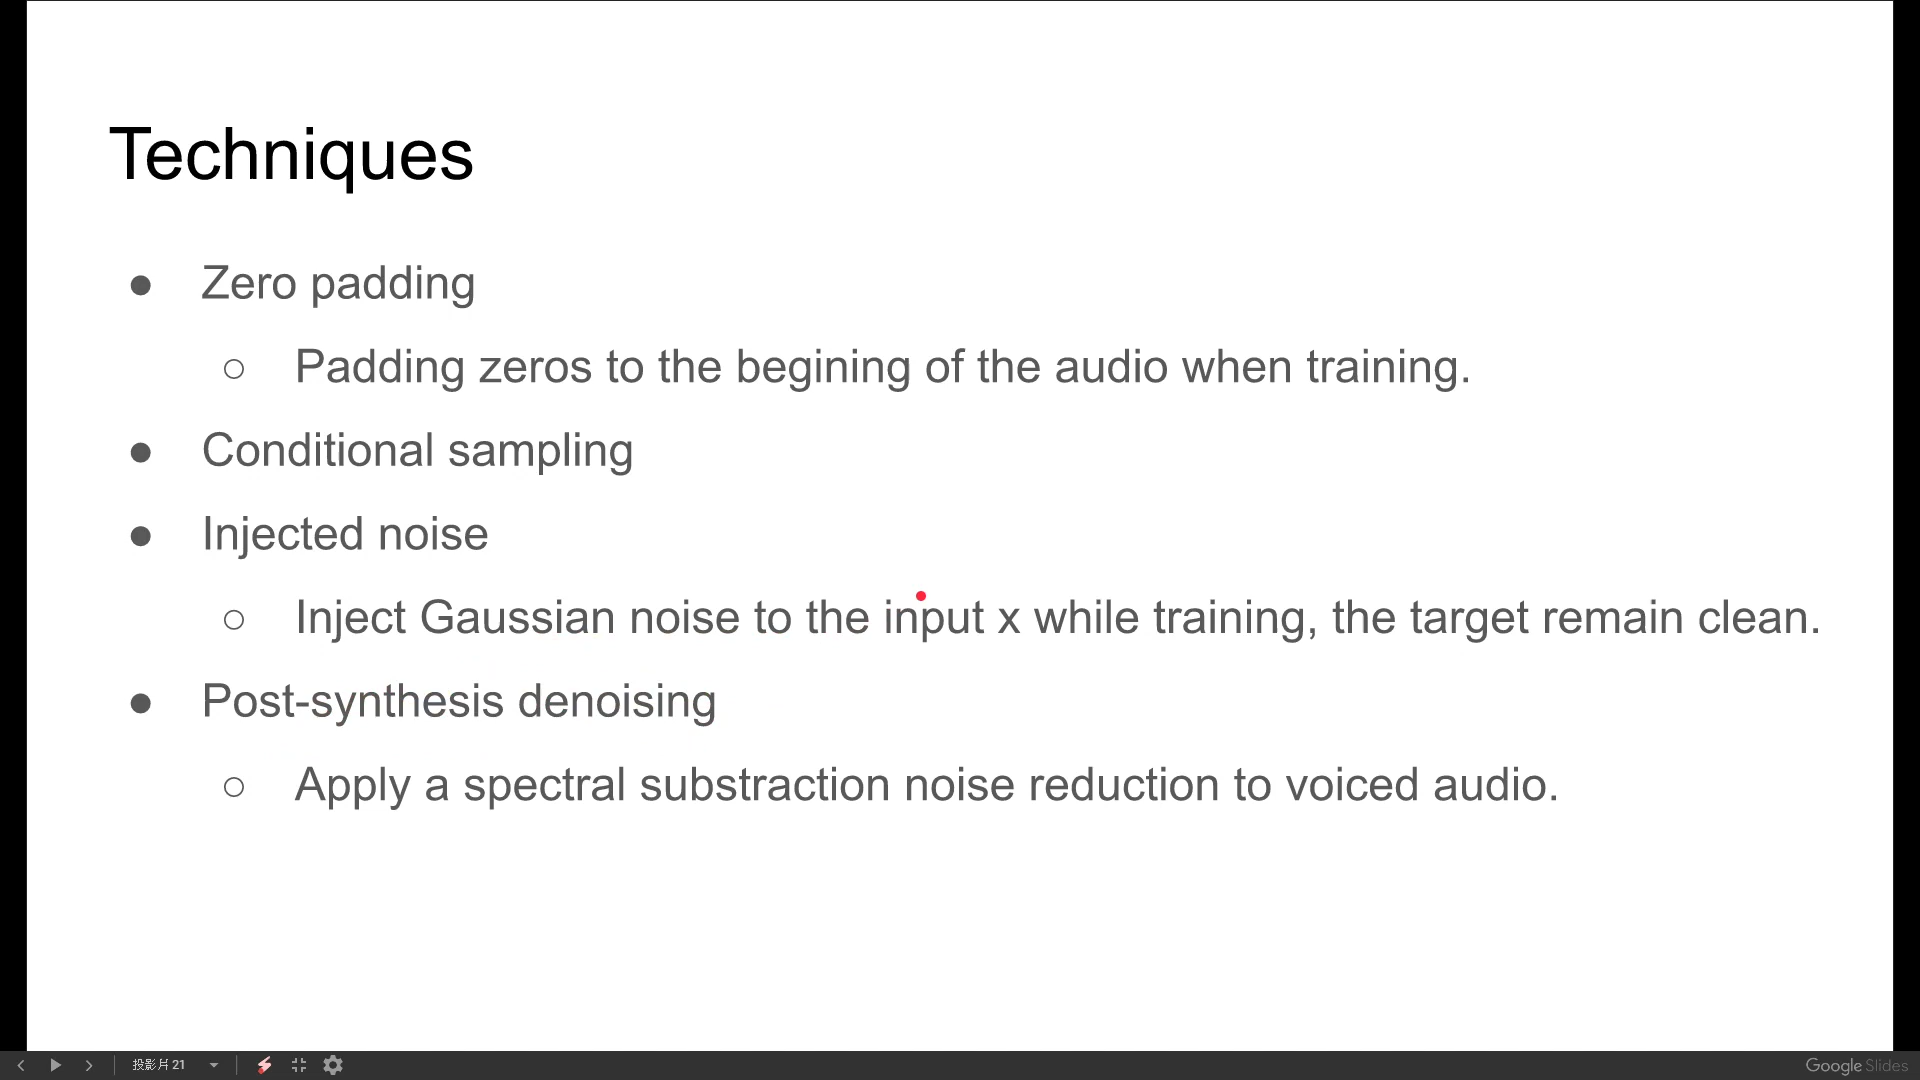 Techniques
● Zero padding
○ Padding zeros to the begining of the audio when training.
● Conditional sampling
● Injected noise
○ Inject Gaussian noise to the input x while training, the target remain clean.
● Post-synthesis denoising
○ Apply a spectral substraction noise reduction to voiced audio.
投影片 21
Google Slides